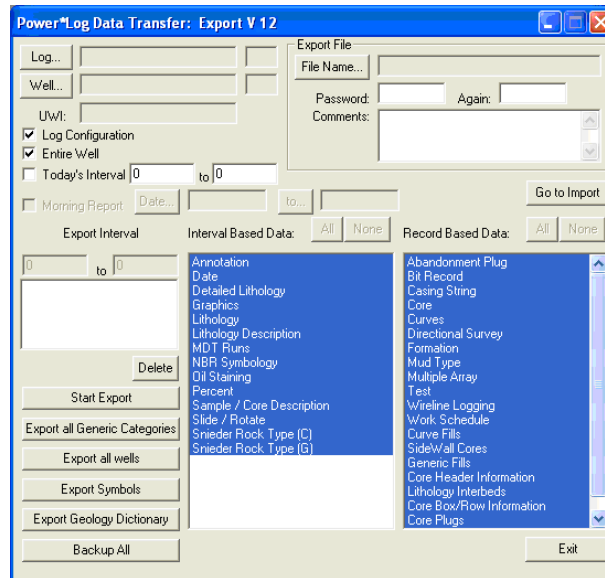 Power*Log Data Transfer: Export V 12
Log...
Well...
UWI:
Log Configuration
Entire Well
Today's Interval 0 to 0
Morning Report Date... to...
Export File
File Name...
Password: Again:
Comments:
Go to Import
Export Interval
0 to 0
Delete
Start Export
Export all Generic Categories
Export all wells
Export Symbols
Export Geology Dictionary
Backup All
Interval Based Data: All None
Annotation
Date
Detailed Lithology
Graphics
Lithology
Lithology Description
MDT Runs
NBR Symbology
Oil Staining
Percent
Sample / Core Description
Slide / Rotate
Snieder Rock Type (C)
Snieder Rock Type (G)
Record Based Data: All None
Abandonment Plug
Bit Record
Casing String
Core
Curves
Directional Survey
Formation
Mud Type
Multiple Array
Test
Wireline Logging
Work Schedule
Curve Fills
SideWall Cores
Generic Fills
Core Header Information
Lithology Interbeds
Core Box/Row Information
Core Plugs
Exit